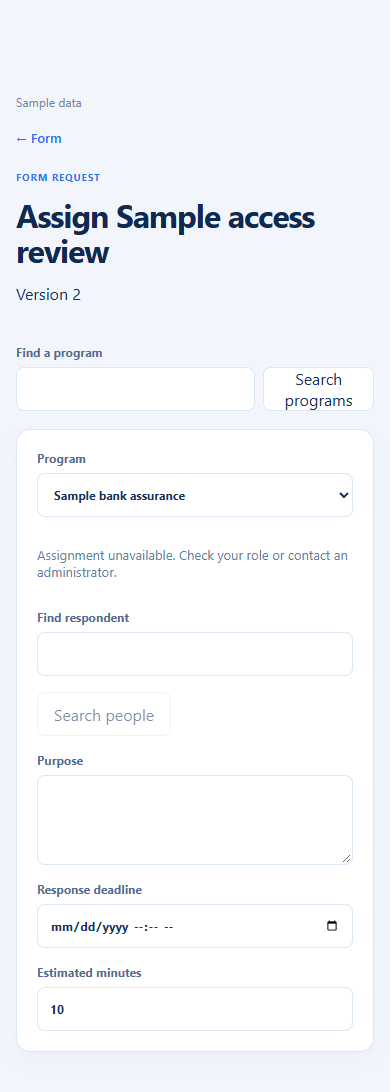 Sample data
← Form
FORM REQUEST
Assign Sample access
review
Version 2
Find a program
Search
programs
Program
Sample bank assurance
Assignment unavailable. Check your role or contact an
administrator.
Find respondent
Search people
Purpose
Response deadline
mm/dd/yyyy --:-- --
Estimated minutes
10